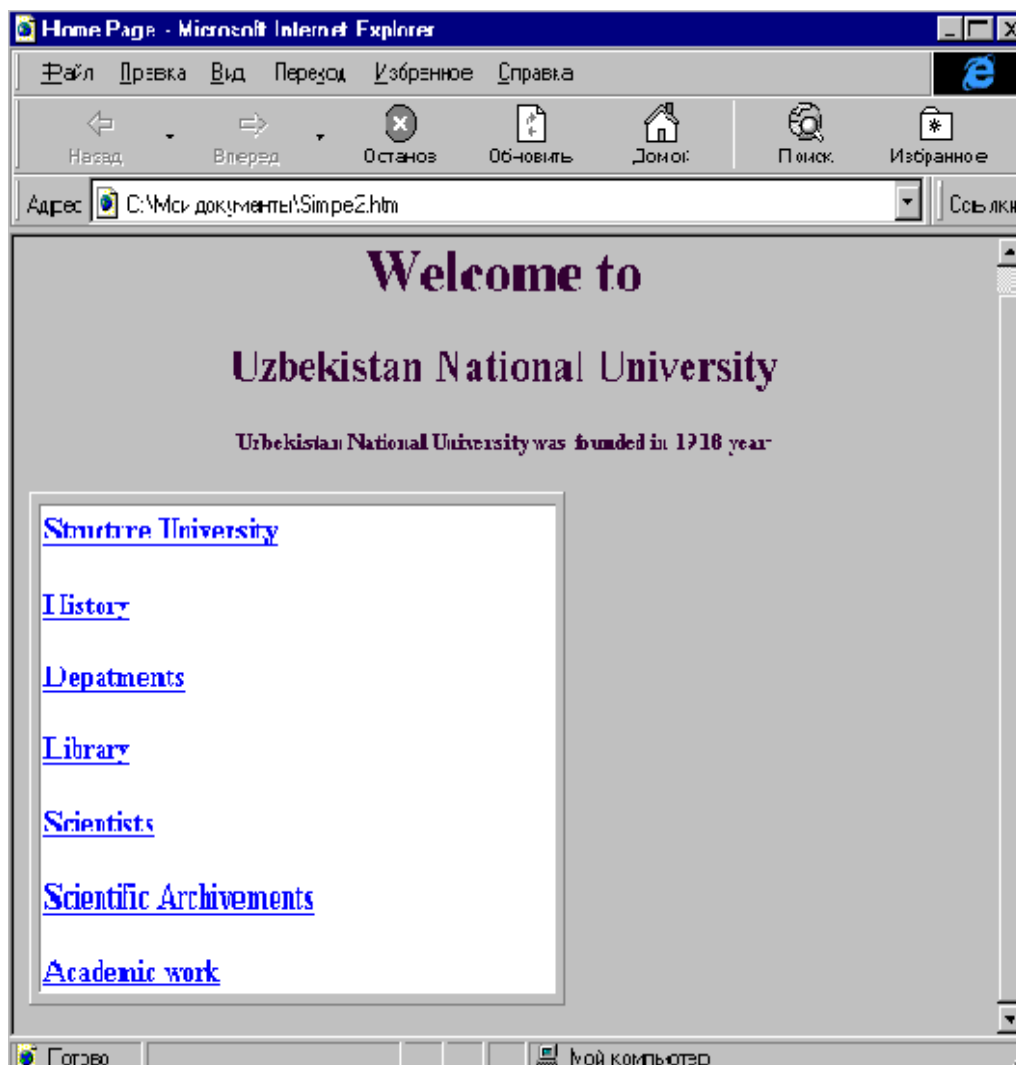 Home Page - Microsoft Internet Explorer
Файл Правка Вид Переход Избранное Справка
Назад Вперед Останов Обновить Домой Поиск Избранное
Адрес C:\Мои документы\Simpe2.htm Ссылки
Welcome to
Uzbekistan National University
Uzbekistan National University was founded in 1918 year
Structure University
History
Depatments
Library
Scientists
Scientific Archivements
Academic work
Готово Мой компьютер